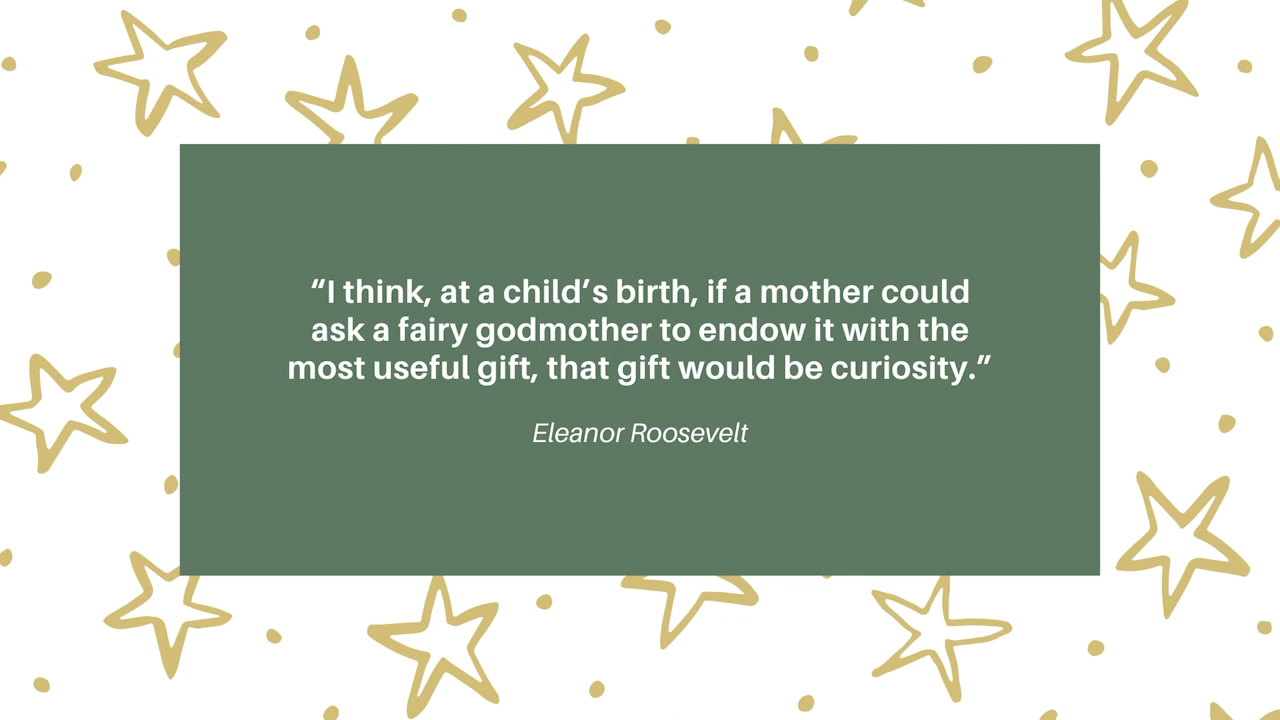 “I think, at a child’s birth, if a mother could
ask a fairy godmother to endow it with the
most useful gift, that gift would be curiosity.”
Eleanor Roosevelt